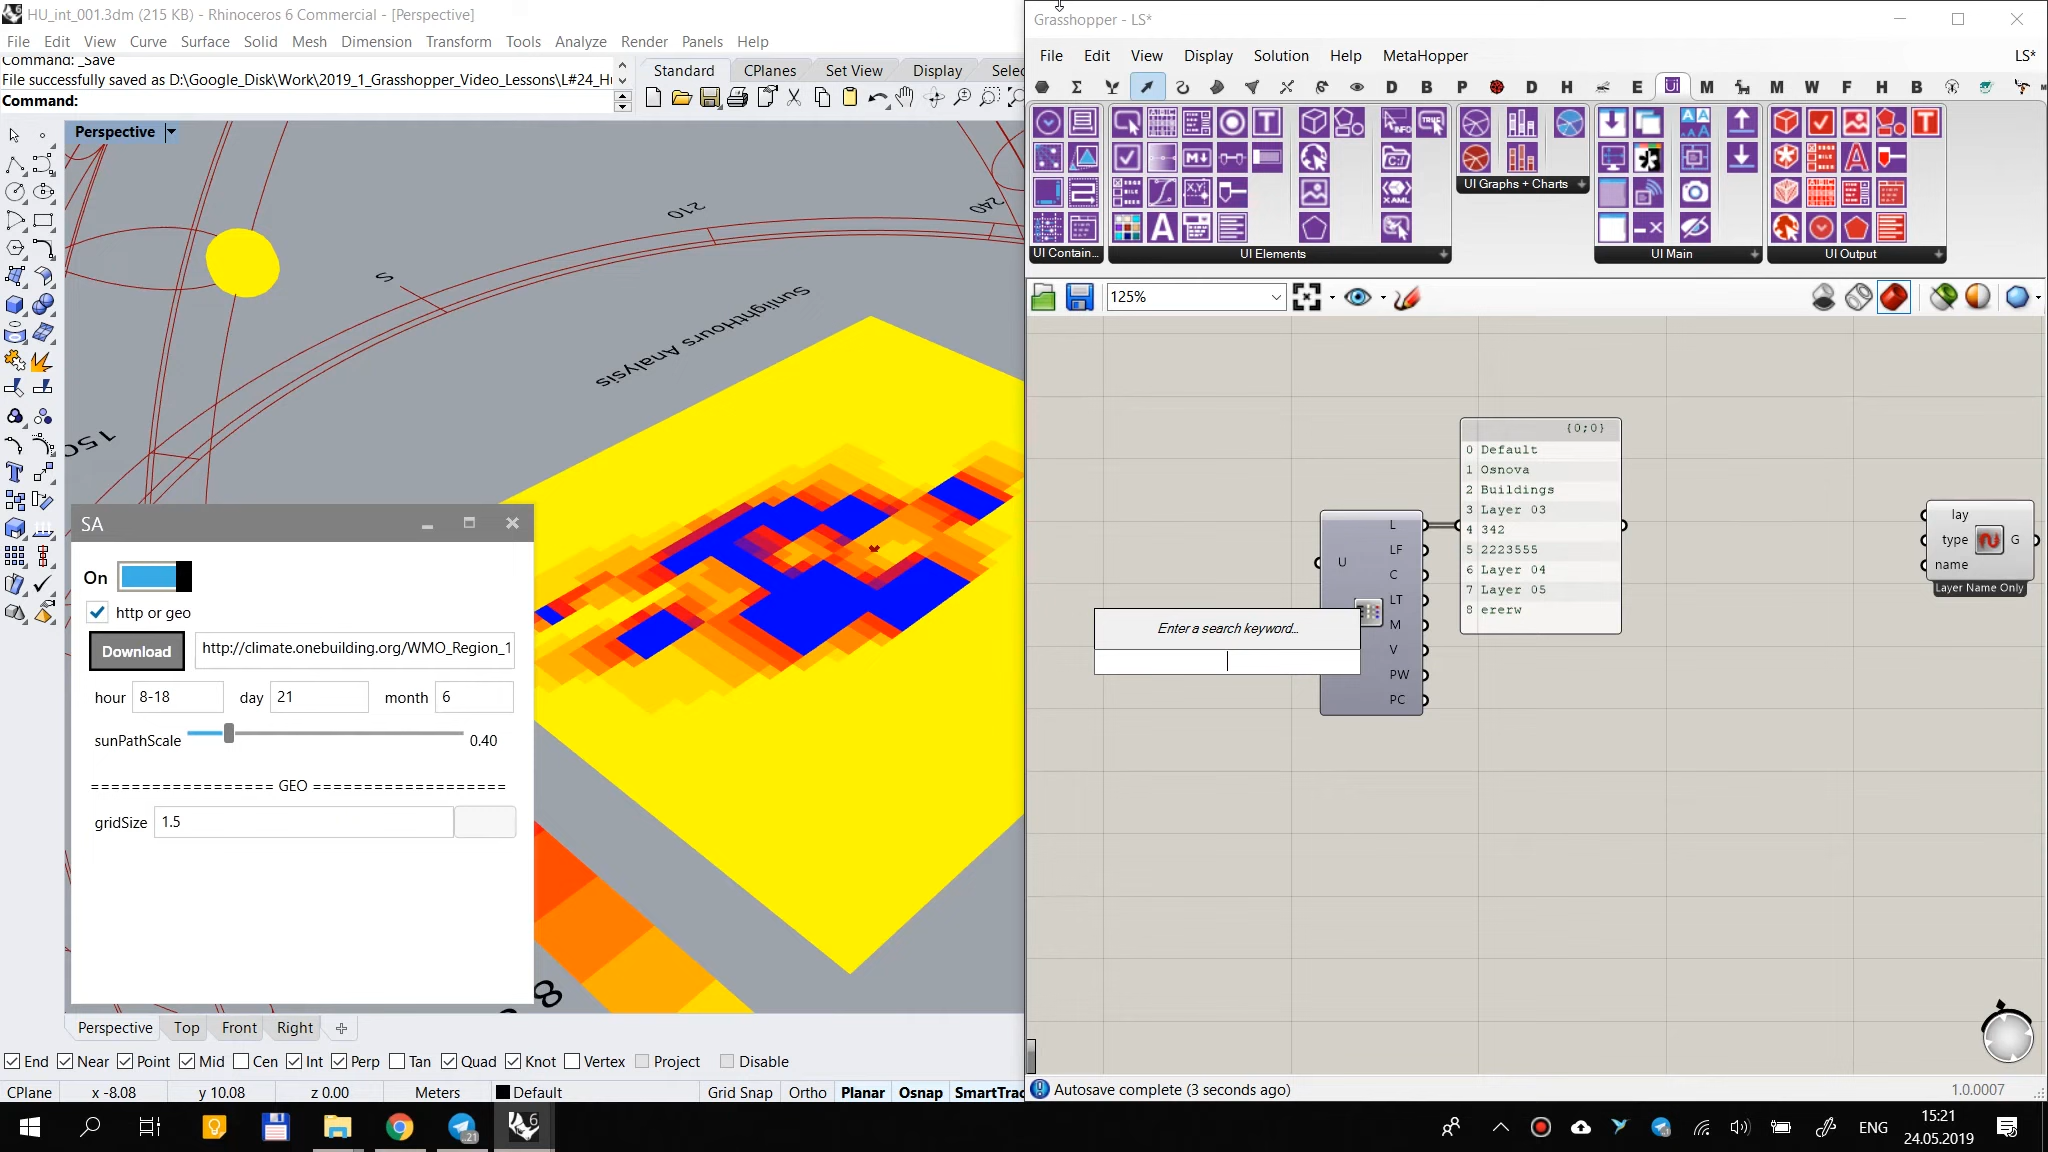 HU_int_001.3dm (215 KB) - Rhinoceros 6 Commercial - [Perspective]
File Edit View Curve Surface Solid Mesh Dimension Transform Tools Analyze Render Panels Help
Command: _Save
File successfully saved as D:\Google_Disk\Work\2019_1_Grasshopper_Video_Lessons\L#24_H
Command:
Standard CPlanes Set View Display Selec
Perspective
210
240
S
150
SunlightHours Analysis
8
SA
On
http or geo
Download http://climate.onebuilding.org/WMO_Region_1
hour 8-18 day 21 month 6
sunPathScale 0.40
================== GEO ===================
gridSize 1.5
Perspective Top Front Right
End Near Point Mid Cen Int Perp Tan Quad Knot Vertex Project Disable
CPlane x -8.08 y 10.08 z 0.00 Meters Default Grid Snap Ortho Planar Osnap SmartTrac
Grasshopper - LS*
File Edit View Display Solution Help MetaHopper LS*
D B P D H E Ui M M W F H B
UI Contain... UI Elements UI Graphs + Charts UI Main UI Output
125%
{0;0}
0 Default
1 Osnova
2 Buildings
3 Layer 03
4 342
5 2223555
6 Layer 04
7 Layer 05
8 ererw
U
L
LF
C
LT
M
V
PW
PC
Enter a search keyword...
lay
type G
name
Layer Name Only
Autosave complete (3 seconds ago) 1.0.0007
21
ENG
15:21
24.05.2019